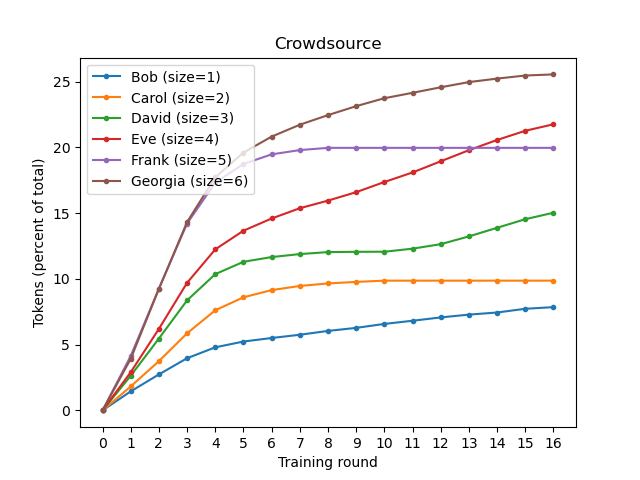 Crowdsource
Tokens (percent of total)
25
20
15
10
5
0
Bob (size=1)
Carol (size=2)
David (size=3)
Eve (size=4)
Frank (size=5)
Georgia (size=6)
0 1 2 3 4 5 6 7 8 9 10 11 12 13 14 15 16
Training round